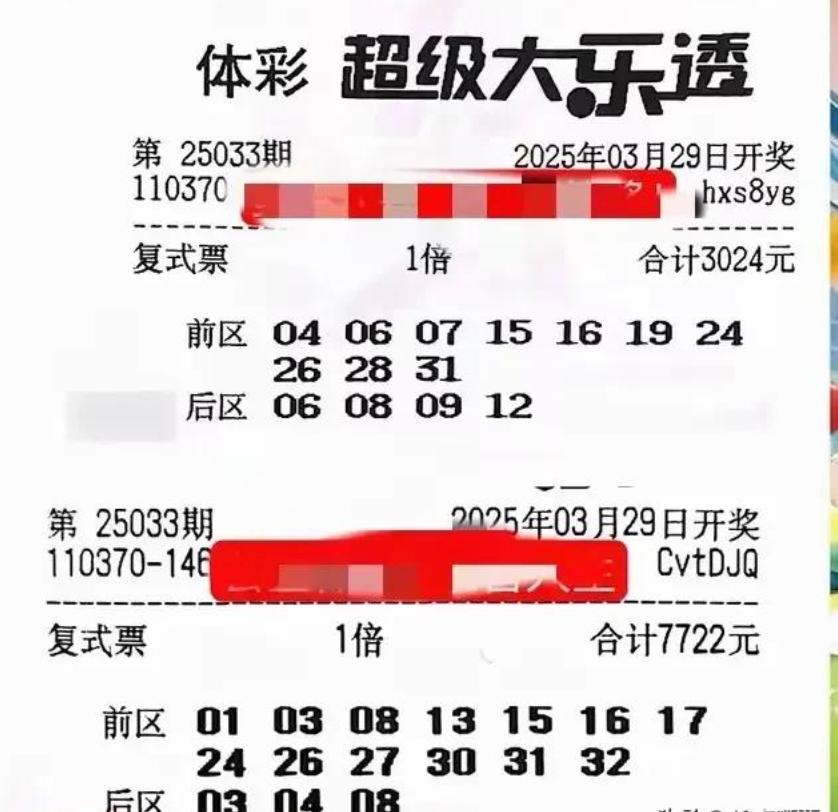 体彩 超级大乐透
第 25033期 2025年03月29日开奖
110370 hxs8yg
复式票 1倍 合计3024元
前区 04 06 07 15 16 19 24
26 28 31
后区 06 08 09 12
第 25033期 2025年03月29日开奖
110370-146 CvtDJQ
复式票 1倍 合计7722元
前区 01 03 08 13 15 16 17
24 26 27 30 31 32
后区 03 04 08